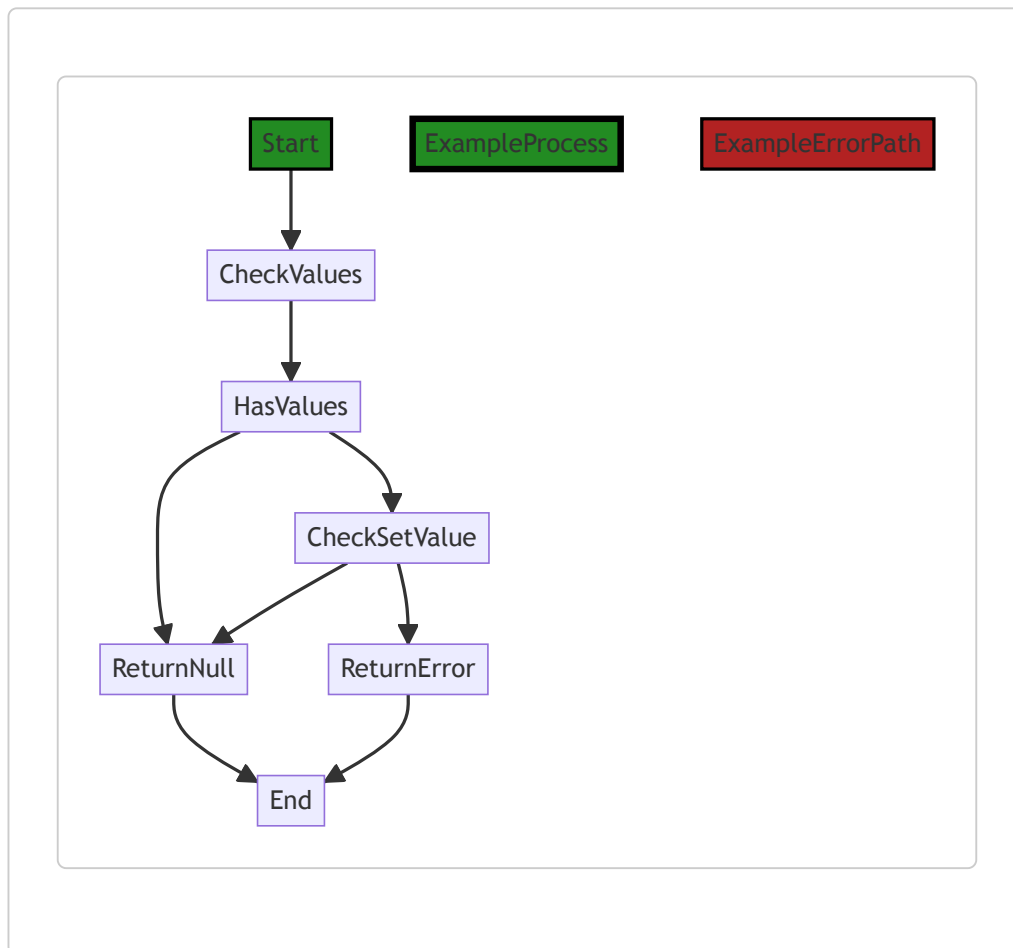 Start
ExampleProcess
ExampleErrorPath
CheckValues
HasValues
CheckSetValue
ReturnNull
ReturnError
End